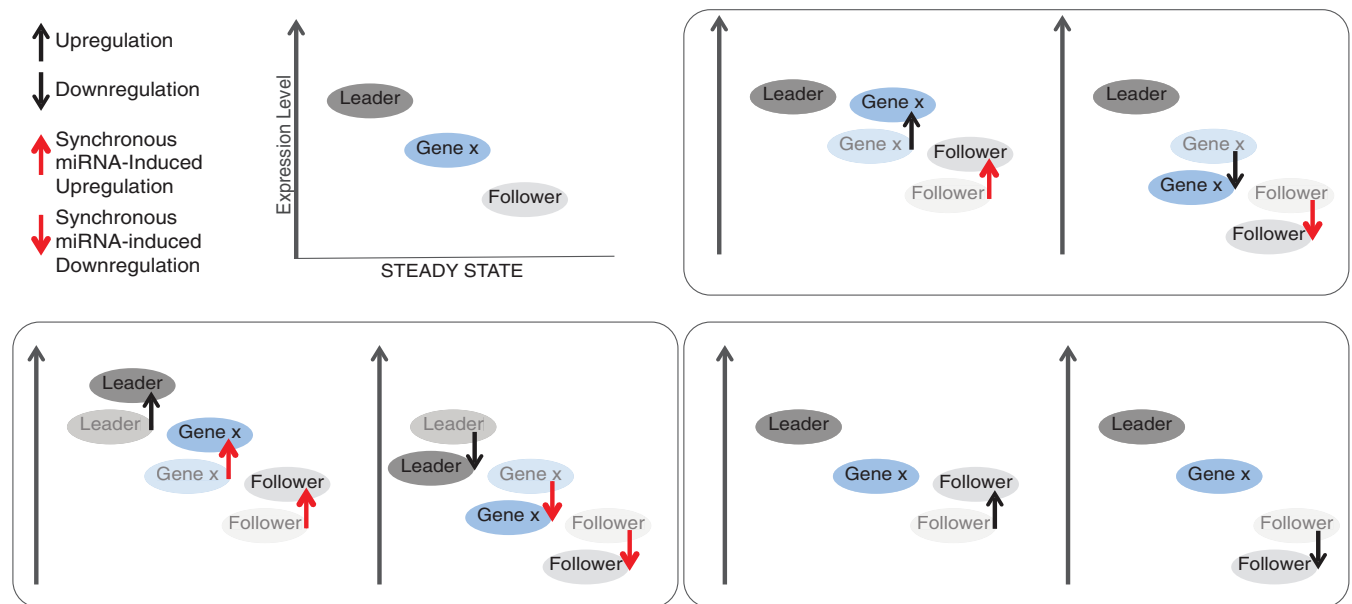 Upregulation
Downregulation
Synchronous
miRNA-Induced
Upregulation
Synchronous
miRNA-induced
Downregulation
Expression Level
Leader
Gene x
Follower
STEADY STATE
Leader
Gene x
Gene x
Follower
Follower
Leader
Gene x
Gene x
Follower
Follower
Leader
Leader
Gene x
Gene x
Follower
Follower
Leader
Leader
Gene x
Gene x
Follower
Follower
Leader
Gene x
Follower
Follower
Leader
Gene x
Follower
Follower